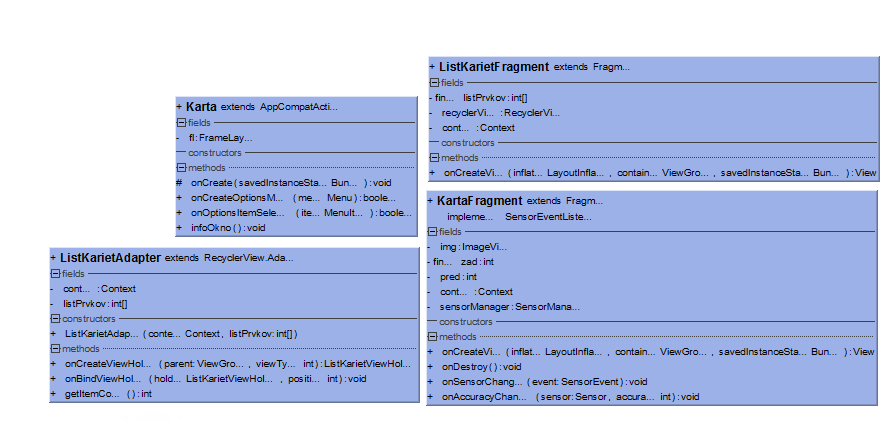 + Karta extends AppCompatActi...
fields
- fl:FrameLay...
constructors
methods
# onCreate(savedInstanceSta... Bun... ):void
+ onCreateOptionsM... (me... Menu):boole...
+ onOptionsItemSele... (ite... MenuIt... ):boole...
+ infoOkno():void
+ ListKarietAdapter extends RecyclerView.Ada...
fields
- cont... :Context
- listPrvkov:int[]
constructors
+ ListKarietAdap... (conte... Context, listPrvkov:int[])
methods
+ onCreateViewHol... (parent:ViewGro... , viewTy... int):ListKarietViewHol...
+ onBindViewHol... (hold... ListKarietViewHol... , positi... int):void
+ getItemCo... ():int
+ ListKarietFragment extends Fragm...
fields
- fin... listPrvkov:int[]
- recyclerVi... :RecyclerVi...
- cont... :Context
constructors
methods
+ onCreateVi... (inflat... LayoutInfla... , contain... ViewGro... , savedInstanceSta... Bun... ):View
+ KartaFragment extends Fragm...
impleme... SensorEventListe...
fields
- img:ImageVi...
- fin... zad:int
- pred:int
- cont... :Context
- sensorManager:SensorMana...
constructors
methods
+ onCreateVi... (inflat... LayoutInfla... , contain... ViewGro... , savedInstanceSta... Bun... ):View
+ onDestroy():void
+ onSensorChang... (event:SensorEvent):void
+ onAccuracyChan... (sensor:Sensor, accura... int):void